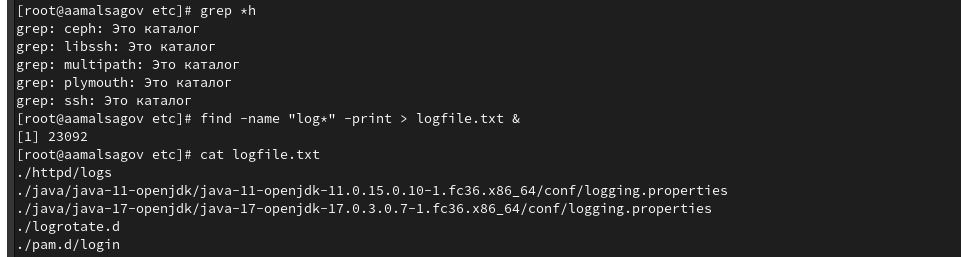 [root@aamalsagov etc]# grep *h
grep: ceph: Это каталог
grep: libssh: Это каталог
grep: multipath: Это каталог
grep: plymouth: Это каталог
grep: ssh: Это каталог
[root@aamalsagov etc]# find -name "log*" -print > logfile.txt &
[1] 23092
[root@aamalsagov etc]# cat logfile.txt
./httpd/logs
./java/java-11-openjdk/java-11-openjdk-11.0.15.0.10-1.fc36.x86_64/conf/logging.properties
./java/java-17-openjdk/java-17-openjdk-17.0.3.0.7-1.fc36.x86_64/conf/logging.properties
./logrotate.d
./pam.d/login